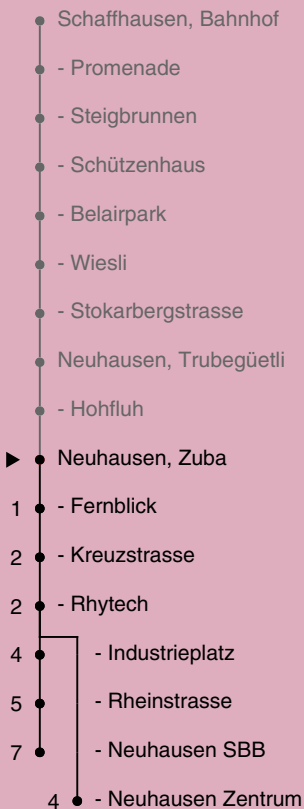 Schaffhausen, Bahnhof
- Promenade
- Steigbrunnen
- Schützenhaus
- Belairpark
- Wiesli
- Stokarbergstrasse
Neuhausen, Trubegüetli
- Hohfluh
Neuhausen, Zuba
1 - Fernblick
2 - Kreuzstrasse
2 - Rhytech
4 - Industrieplatz
5 - Rheinstrasse
7 - Neuhausen SBB
4 - Neuhausen Zentrum